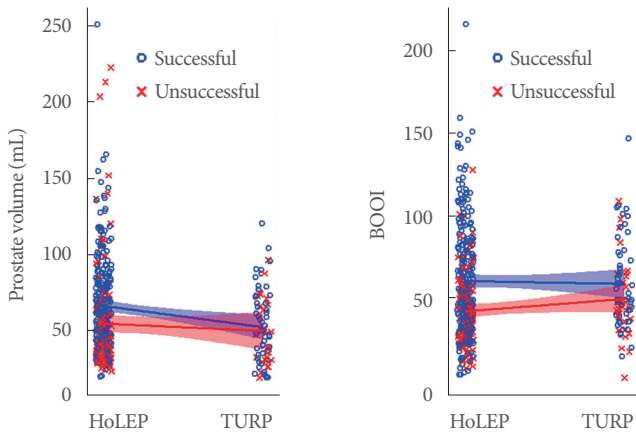 Prostate volume (mL)
250
200
150
100
50
0
HoLEP
TURP
Successful
Unsuccessful
BOOI
200
150
100
50
0
HoLEP
TURP
Successful
Unsuccessful